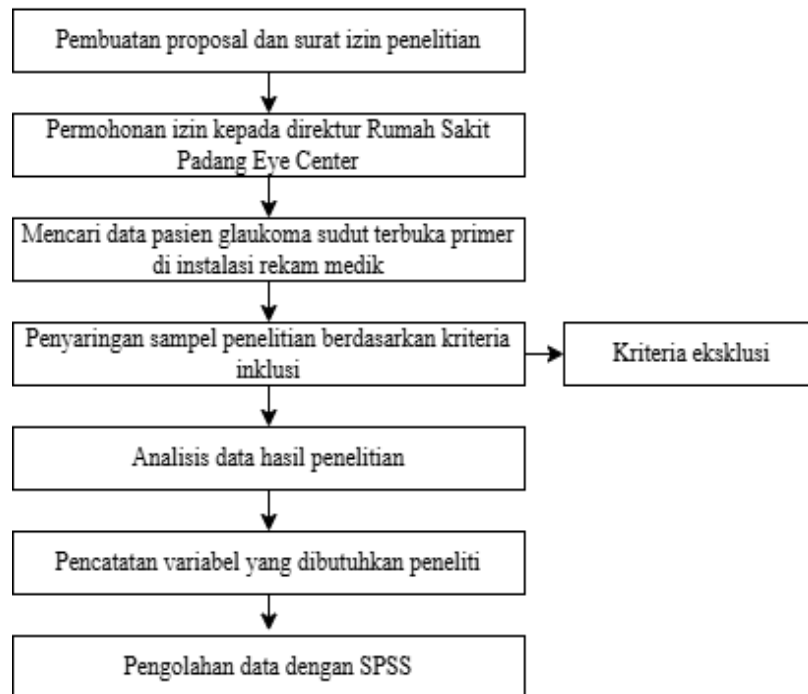 Pembuatan proposal dan surat izin penelitian
Permohonan izin kepada direktur Rumah Sakit
Padang Eye Center
Mencari data pasien glaukoma sudut terbuka primer
di instalasi rekam medik
Penyaringan sampel penelitian berdasarkan kriteria
inklusi
Kriteria eksklusi
Analisis data hasil penelitian
Pencatatan variabel yang dibutuhkan peneliti
Pengolahan data dengan SPSS